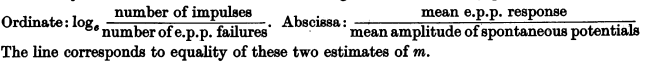 Ordinate: logₑ number of impulses / number of e.p.p. failures. Abscissa: mean e.p.p. response / mean amplitude of spontaneous potentials
The line corresponds to equality of these two estimates of m.